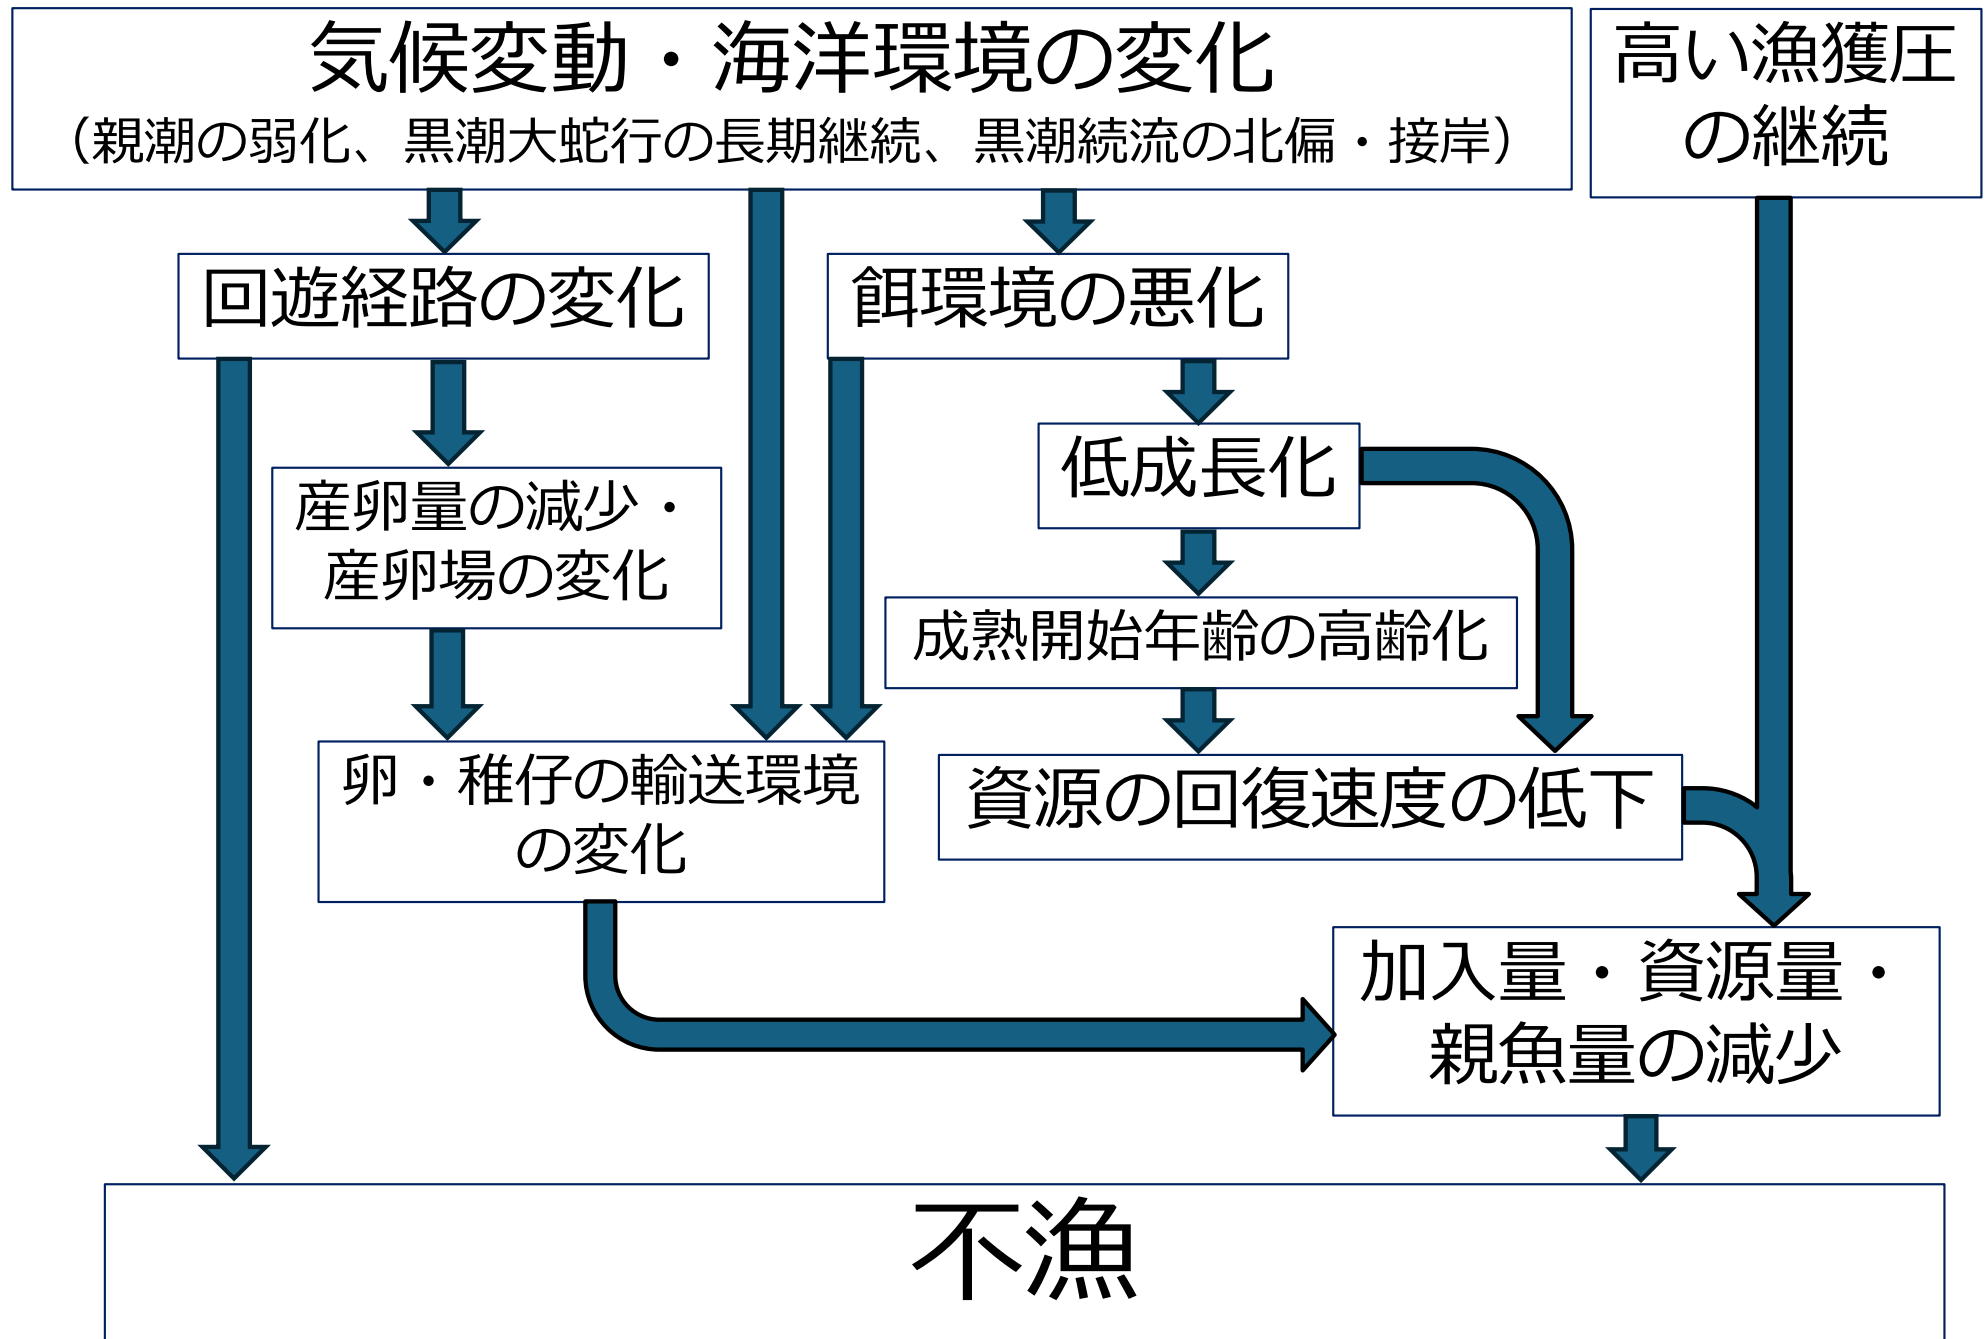 気候変動・海洋環境の変化
（親潮の弱化、黒潮大蛇行の長期継続、黒潮続流の北偏・接岸）
高い漁獲圧
の継続
回遊経路の変化
餌環境の悪化
低成長化
産卵量の減少・
産卵場の変化
成熟開始年齢の高齢化
卵・稚仔の輸送環境
の変化
資源の回復速度の低下
加入量・資源量・
親魚量の減少
不漁